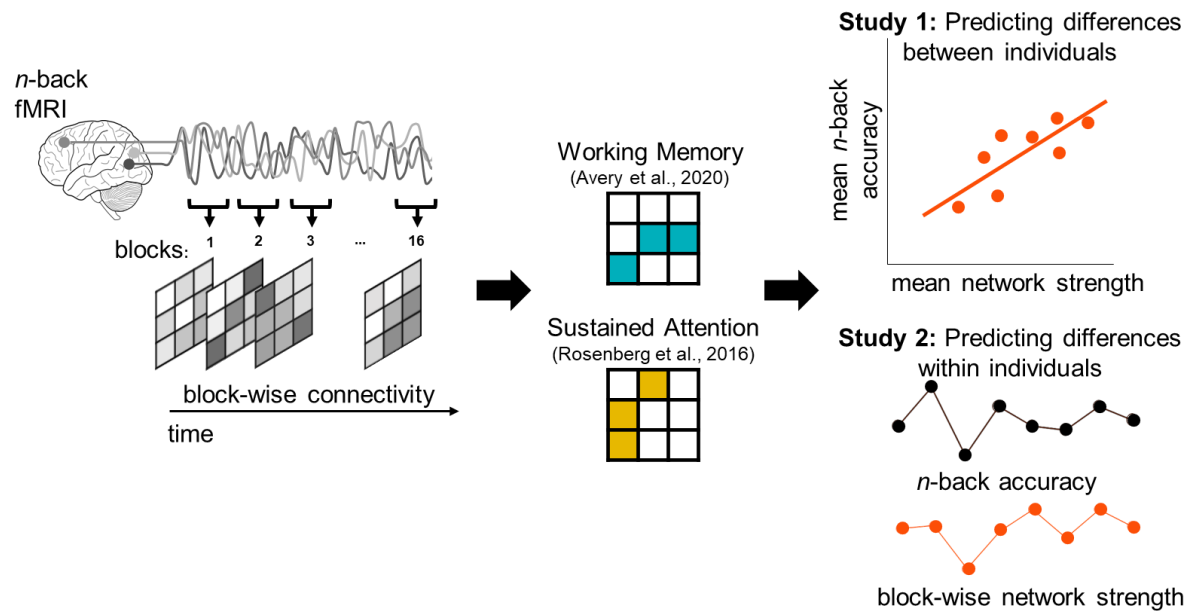 n-back
fMRI
blocks:
1
2
3
...
16
block-wise connectivity
time
Working Memory
(Avery et al., 2020)
Sustained Attention
(Rosenberg et al., 2016)
Study 1: Predicting differences
between individuals
mean n-back
accuracy
mean network strength
Study 2: Predicting differences
within individuals
n-back accuracy
block-wise network strength